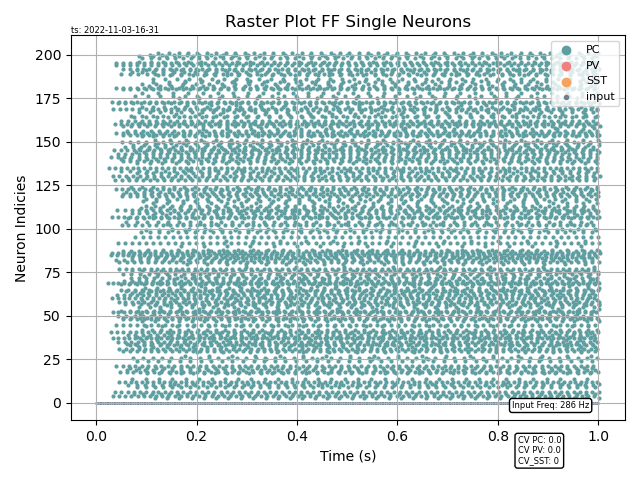 Raster Plot FF Single Neurons
ts: 2022-11-03-16-31
PC
PV
SST
input
200
175
150
125
100
75
50
25
0
Neuron Indicies
Input Freq: 286 Hz
0.0 0.2 0.4 0.6 0.8 1.0
Time (s)
CV PC: 0.0
CV PV: 0.0
CV_SST: 0